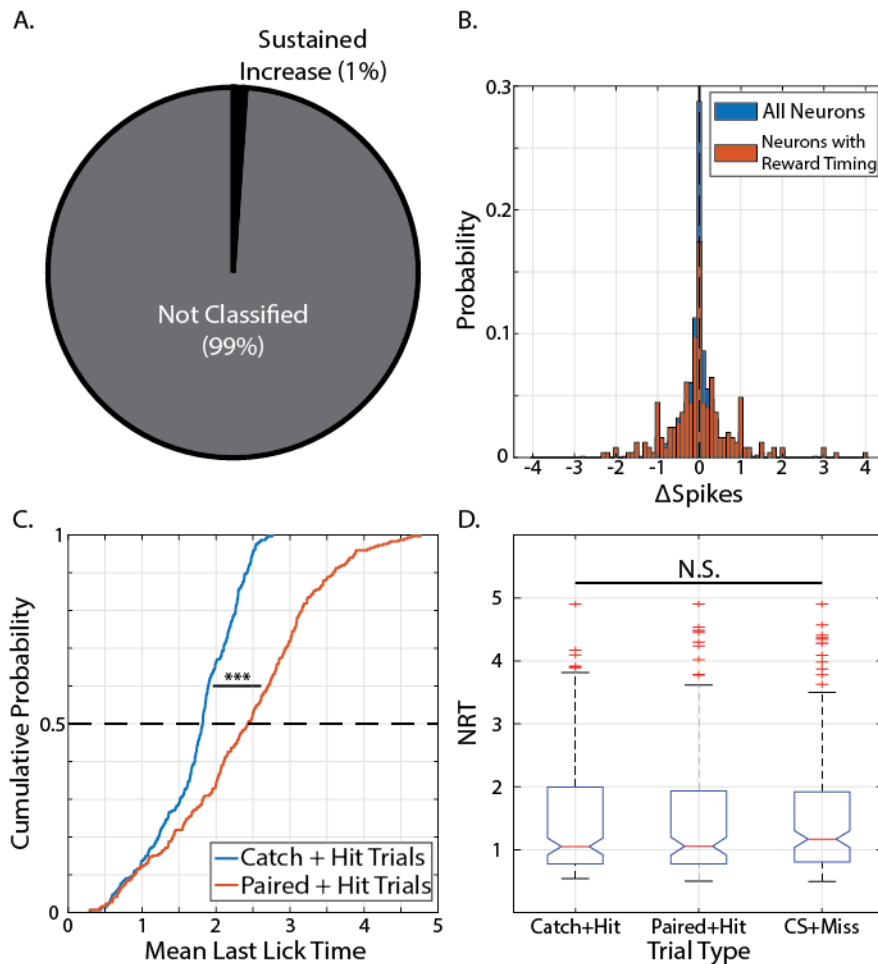 A.
Sustained
Increase (1%)
Not Classified
(99%)
B.
0.3
0.2
0.1
0
Probability
All Neurons
Neurons with
Reward Timing
-4 -3 -2 -1 0 1 2 3 4
ΔSpikes
C.
1
0.5
0
Cumulative Probability
***
Catch + Hit Trials
Paired + Hit Trials
0 1 2 3 4 5
Mean Last Lick Time
D.
N.S.
5
4
3
2
1
NRT
Catch+Hit Paired+Hit CS+Miss
Trial Type